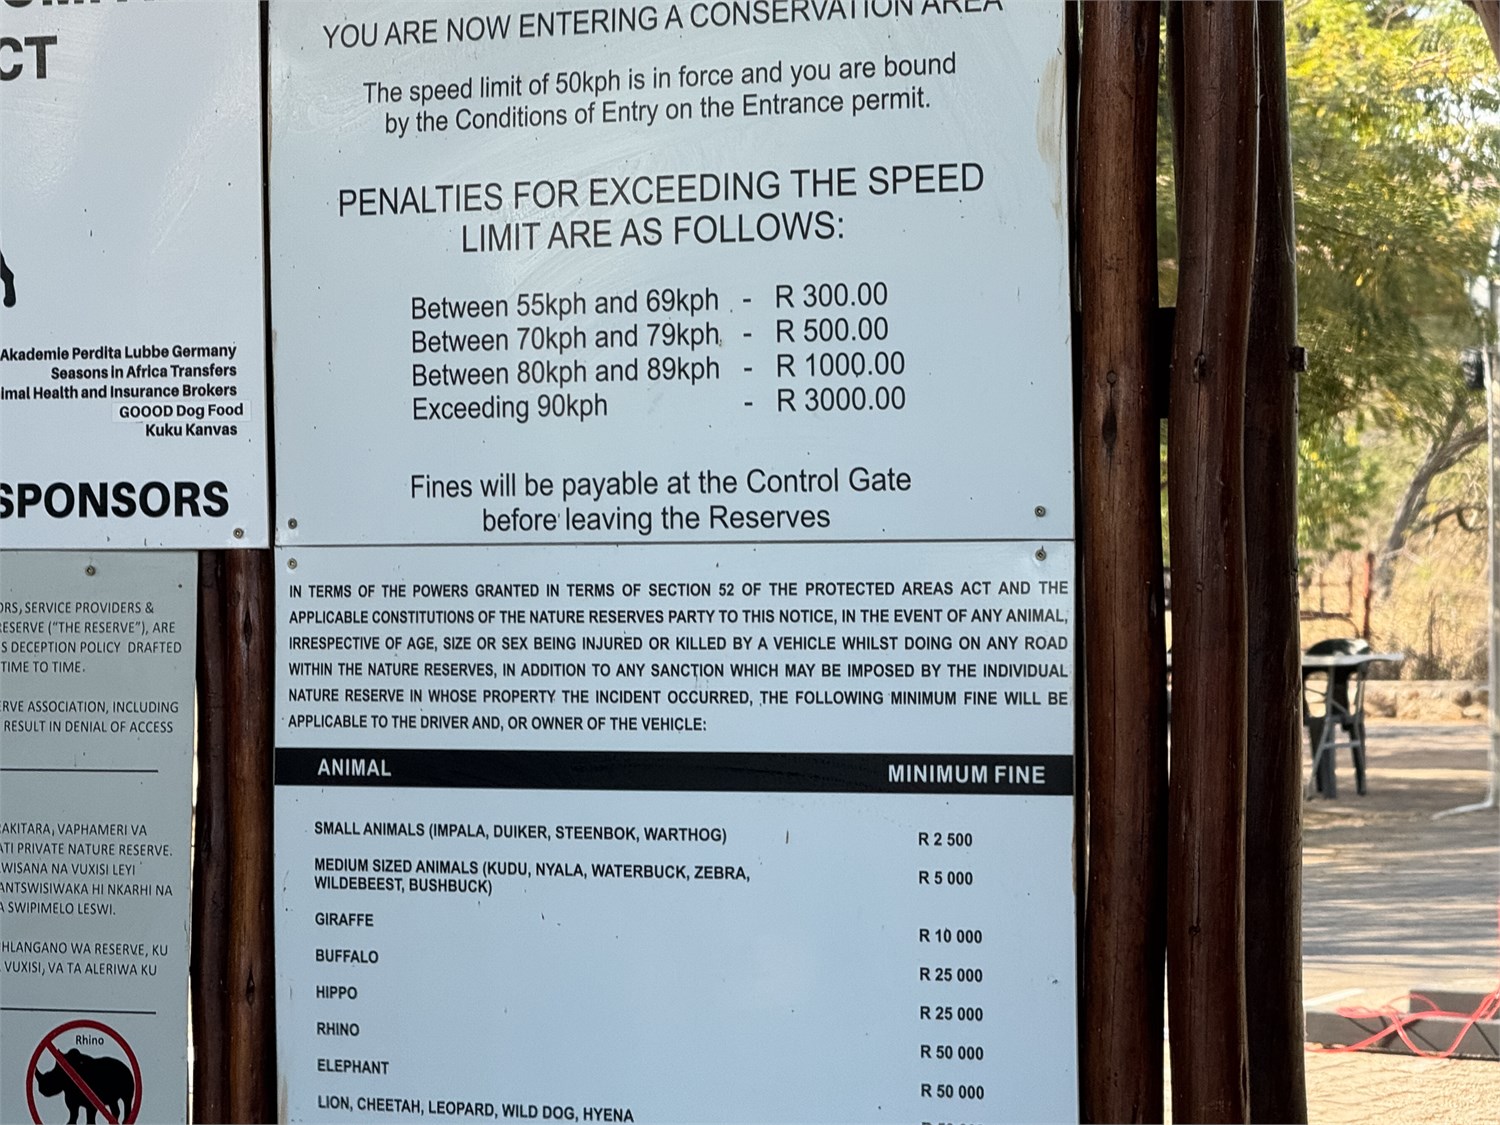 CT
Akademie Perdita Lubbe Germany
Seasons in Africa Transfers
imal Health and Insurance Brokers
GOOOD Dog Food
Kuku Kanvas
SPONSORS
ORS, SERVICE PROVIDERS &
RESERVE ("THE RESERVE"), ARE
S DECEPTION POLICY DRAFTED
TIME TO TIME.
RVE ASSOCIATION, INCLUDING
RESULT IN DENIAL OF ACCESS
AKITARA, VAPHAMERI VA
ATI PRIVATE NATURE RESERVE.
WISANA NA VUXISI LEYI
ANTSWISIWAKA HI NKARHI NA
A SWIPIMELO LESWI.
HLANGANO WA RESERVE, KU
VUXISI, VA TA ALERIWA KU
Rhino
YOU ARE NOW ENTERING A CONSERVATION AREA
The speed limit of 50kph is in force and you are bound
by the Conditions of Entry on the Entrance permit.
PENALTIES FOR EXCEEDING THE SPEED
LIMIT ARE AS FOLLOWS:
Between 55kph and 69kph - R 300.00
Between 70kph and 79kph - R 500.00
Between 80kph and 89kph - R 1000.00
Exceeding 90kph - R 3000.00
Fines will be payable at the Control Gate
before leaving the Reserves
IN TERMS OF THE POWERS GRANTED IN TERMS OF SECTION 52 OF THE PROTECTED AREAS ACT AND THE
APPLICABLE CONSTITUTIONS OF THE NATURE RESERVES PARTY TO THIS NOTICE, IN THE EVENT OF ANY ANIMAL,
IRRESPECTIVE OF AGE, SIZE OR SEX BEING INJURED OR KILLED BY A VEHICLE WHILST DOING ON ANY ROAD
WITHIN THE NATURE RESERVES, IN ADDITION TO ANY SANCTION WHICH MAY BE IMPOSED BY THE INDIVIDUAL
NATURE RESERVE IN WHOSE PROPERTY THE INCIDENT OCCURRED, THE FOLLOWING MINIMUM FINE WILL BE
APPLICABLE TO THE DRIVER AND, OR OWNER OF THE VEHICLE:
ANIMAL MINIMUM FINE
SMALL ANIMALS (IMPALA, DUIKER, STEENBOK, WARTHOG) R 2 500
MEDIUM SIZED ANIMALS (KUDU, NYALA, WATERBUCK, ZEBRA, R 5 000
WILDEBEEST, BUSHBUCK)
GIRAFFE R 10 000
BUFFALO R 25 000
HIPPO R 25 000
RHINO R 50 000
ELEPHANT R 50 000
LION, CHEETAH, LEOPARD, WILD DOG, HYENA